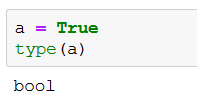 a = True
type(a)
bool